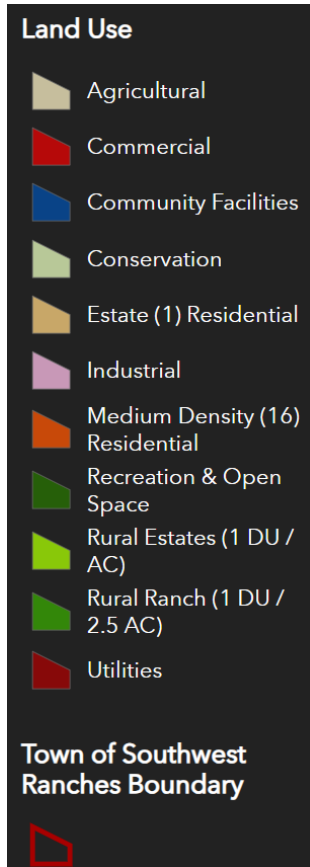 Land Use
Agricultural
Commercial
Community Facilities
Conservation
Estate (1) Residential
Industrial
Medium Density (16)
Residential
Recreation & Open
Space
Rural Estates (1 DU /
AC)
Rural Ranch (1 DU /
2.5 AC)
Utilities
Town of Southwest
Ranches Boundary